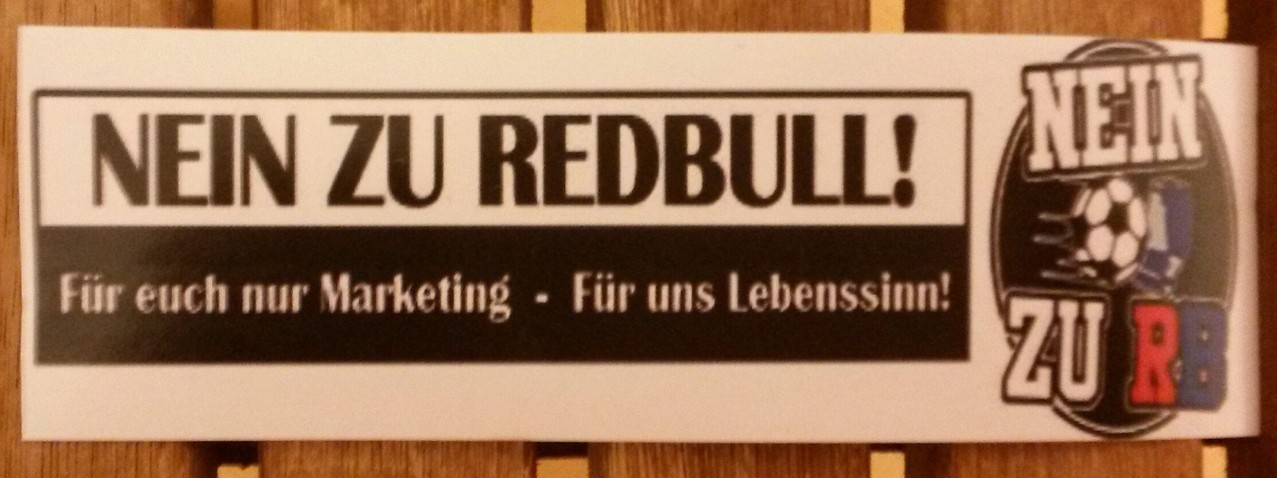 NEIN ZU REDBULL!
Für euch nur Marketing - Für uns Lebenssinn!
NEIN
ZU RB